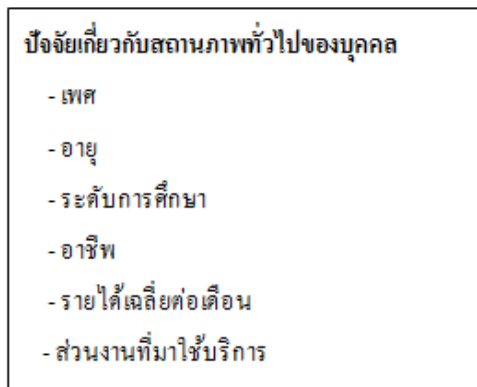 ปัจจัยเกี่ยวกับสถานภาพทั่วไปของบุคคล
- เพศ
- อายุ
- ระดับการศึกษา
- อาชีพ
- รายได้เฉลี่ยต่อเดือน
- ส่วนงานที่มาใช้บริการ